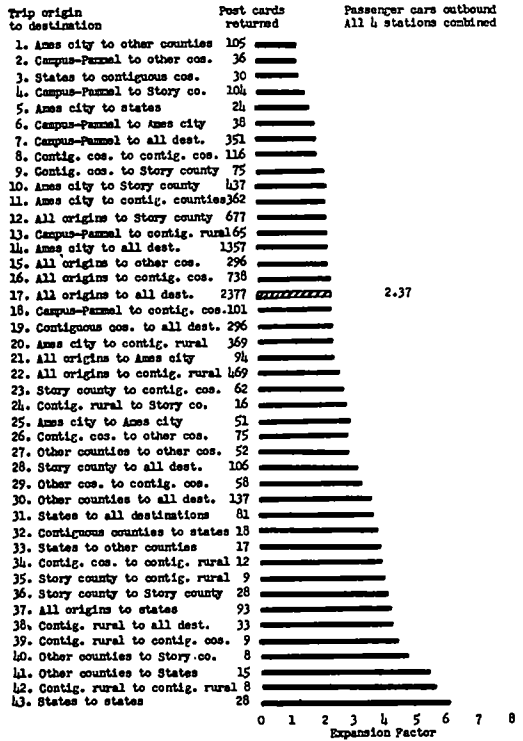 Trip origin Post cards Passenger cars outbound
to destination returned All 4 stations combined
1. Ames city to other counties 105
2. Campus-Pammel to other cos. 36
3. States to contiguous cos. 30
4. Campus-Pammel to Story co. 104
5. Ames city to states 24
6. Campus-Pammel to Ames city 38
7. Campus-Pammel to all dest. 351
8. Contig. cos. to contig. cos. 116
9. Contig. cos. to Story county 75
10. Ames city to Story county 437
11. Ames city to contig. counties 362
12. All origins to Story county 677
13. Campus-Pammel to contig. rural 65
14. Ames city to all dest. 1357
15. All origins to other cos. 296
16. All origins to contig. cos. 738
17. All origins to all dest. 2377 2.37
18. Campus-Pammel to contig. cos. 101
19. Contiguous cos. to all dest. 296
20. Ames city to contig. rural 369
21. All origins to Ames city 94
22. All origins to contig. rural 469
23. Story county to contig. cos. 62
24. Contig. rural to Story co. 16
25. Ames city to Ames city 51
26. Contig. cos. to other cos. 75
27. Other counties to other cos. 52
28. Story county to all dest. 106
29. Other cos. to contig. cos. 58
30. Other counties to all dest. 137
31. States to all destinations 81
32. Contiguous counties to states 18
33. States to other counties 17
34. Contig. cos. to contig. rural 12
35. Story county to contig. rural 9
36. Story county to Story county 28
37. All origins to states 93
38. Contig. rural to all dest. 33
39. Contig. rural to contig. cos. 9
40. Other counties to Story.co. 8
41. Other counties to States 15
42. Contig. rural to contig. rural 8
43. States to states 28
0 1 2 3 4 5 6 7 8
Expansion Factor